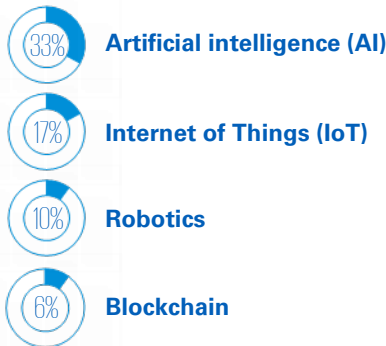 33% Artificial intelligence (AI)
17% Internet of Things (IoT)
10% Robotics
6% Blockchain